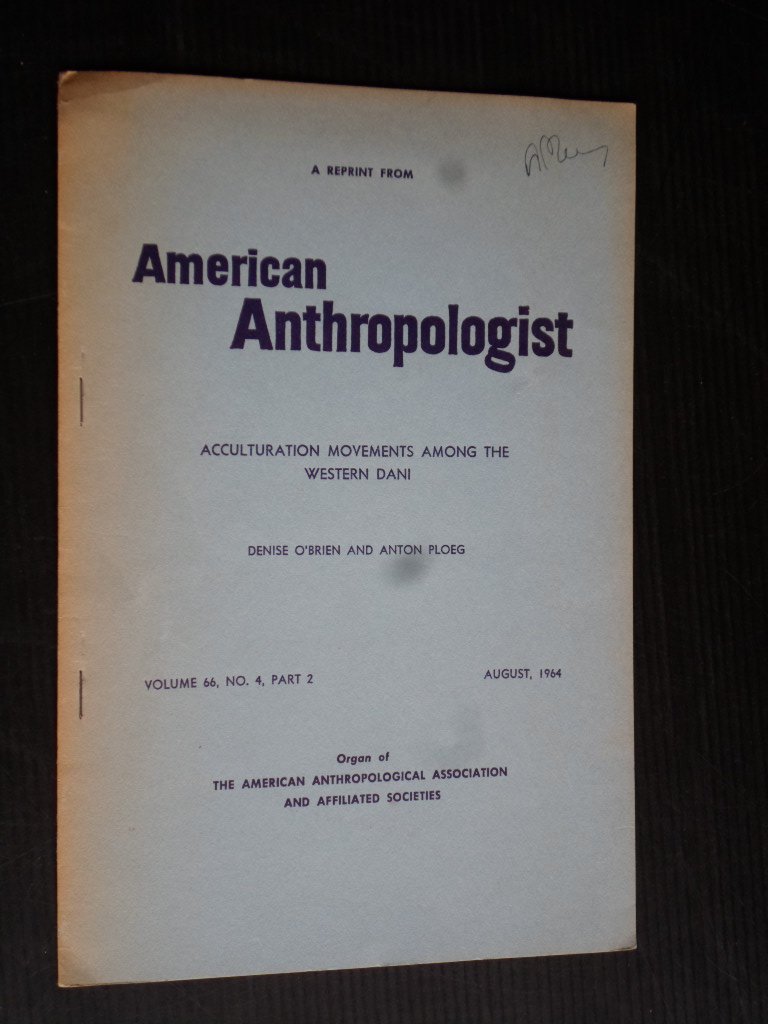 A REPRINT FROM
American
Anthropologist
ACCULTURATION MOVEMENTS AMONG THE
WESTERN DANI
DENISE O'BRIEN AND ANTON PLOEG
VOLUME 66, NO. 4, PART 2
AUGUST, 1964
Organ of
THE AMERICAN ANTHROPOLOGICAL ASSOCIATION
AND AFFILIATED SOCIETIES